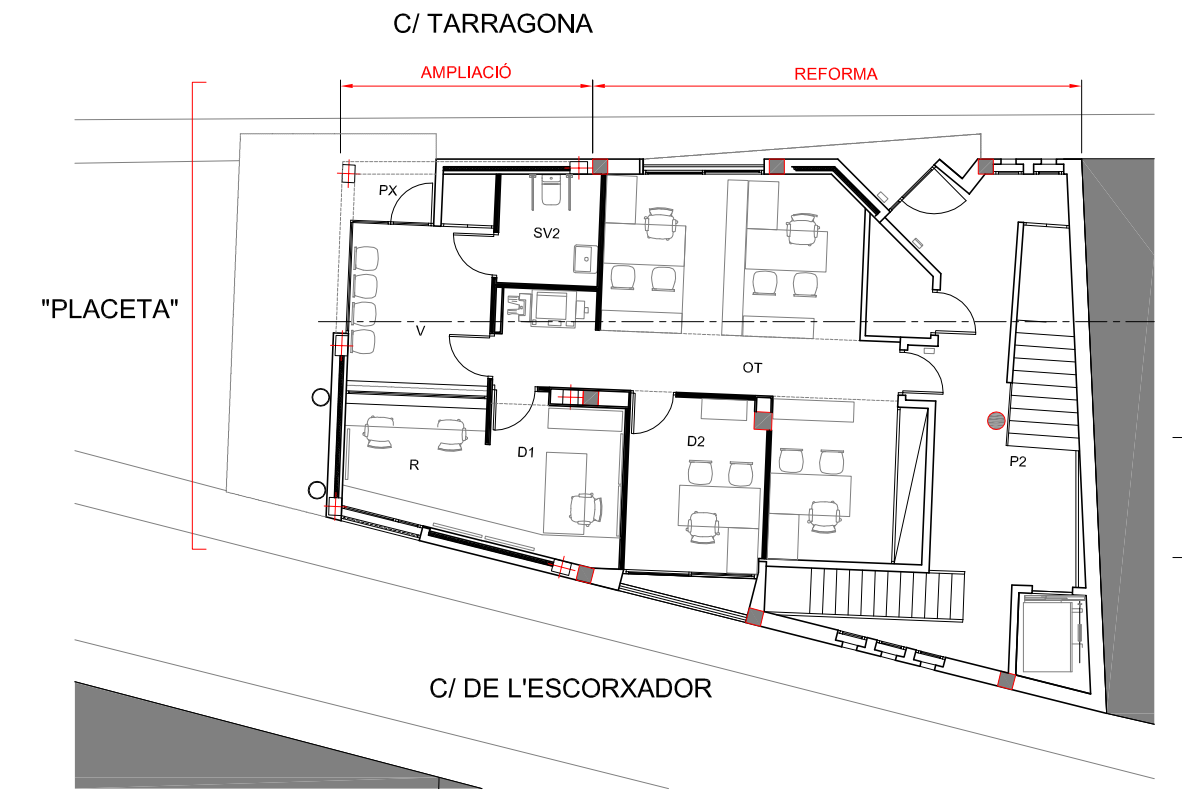 C/ TARRAGONA
AMPLIACIÓ
REFORMA
PX
SV2
"PLACETA"
V
OT
D2
D1
R
P2
C/ DE L'ESCORXADOR